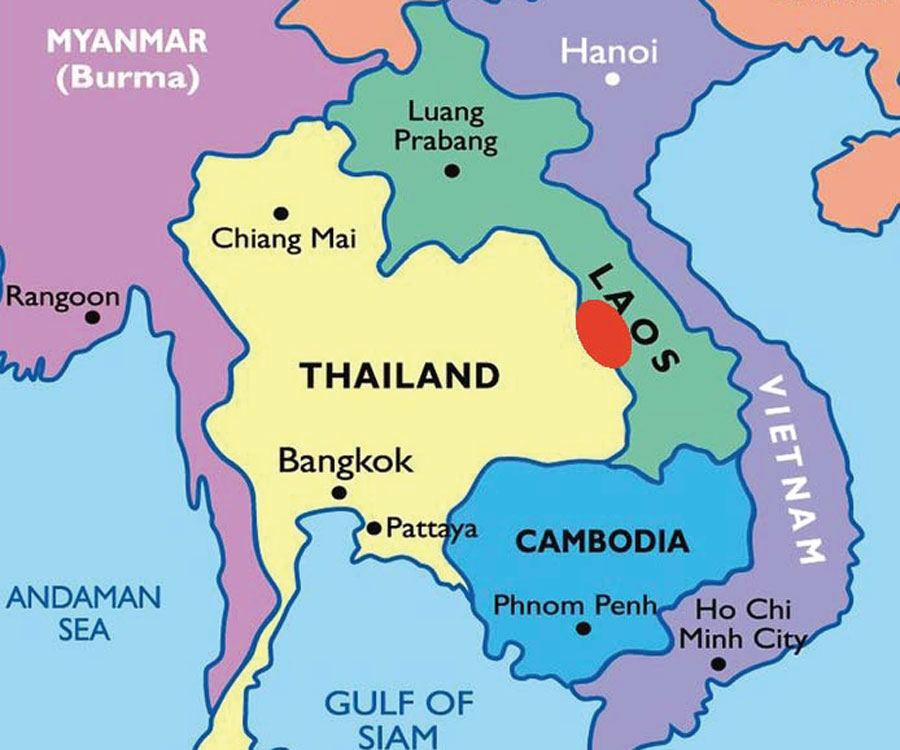 MYANMAR
(Burma)
Hanoi
Luang
Prabang
Chiang Mai
Rangoon
LAOS
THAILAND
VIETNAM
Bangkok
Pattaya
CAMBODIA
ANDAMAN
SEA
Phnom Penh
Ho Chi
Minh City
GULF OF
SIAM